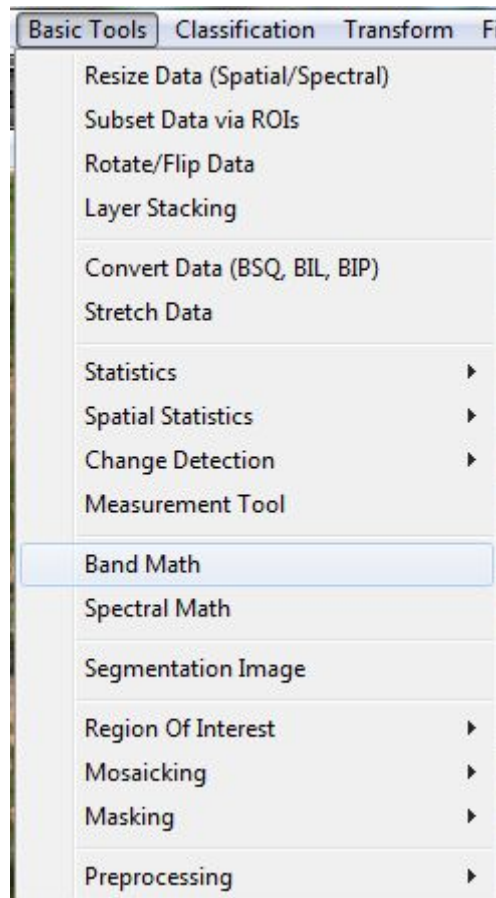 Basic Tools Classification Transform
Resize Data (Spatial/Spectral)
Subset Data via ROIs
Rotate/Flip Data
Layer Stacking
Convert Data (BSQ, BIL, BIP)
Stretch Data
Statistics
Spatial Statistics
Change Detection
Measurement Tool
Band Math
Spectral Math
Segmentation Image
Region Of Interest
Mosaicking
Masking
Preprocessing